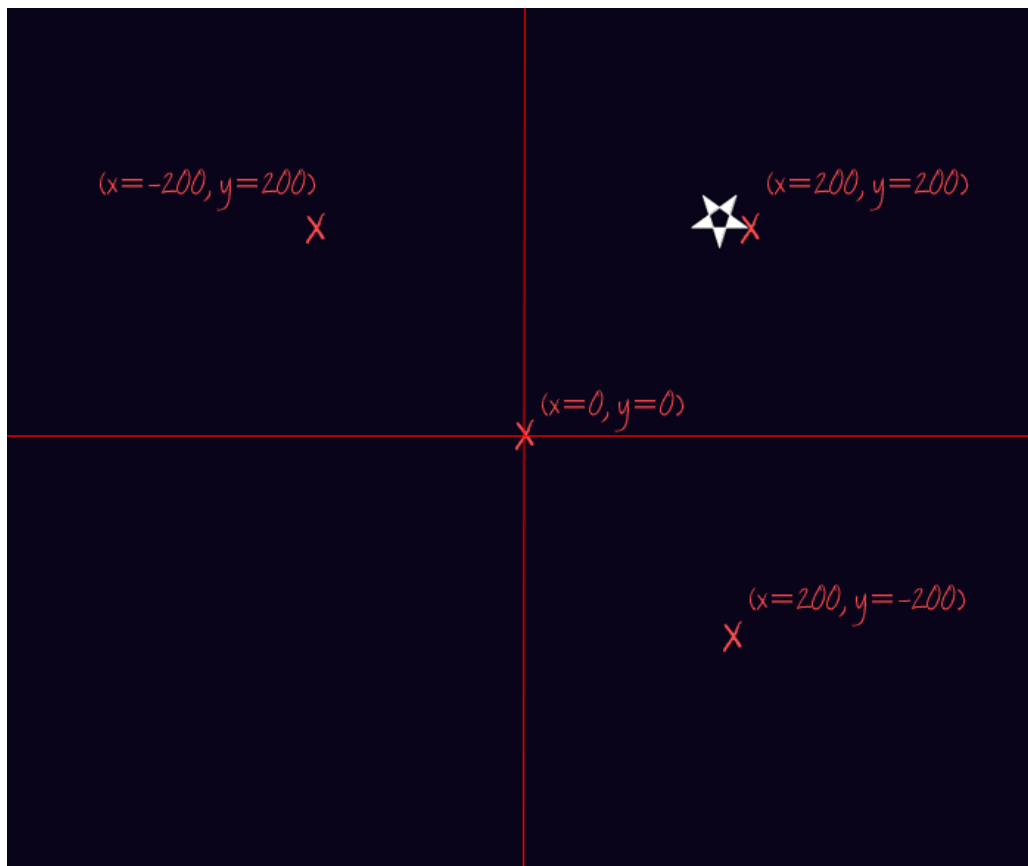 (x=-200, y=200)
(x=200, y=200)
X
X
(x=0, y=0)
X
(x=200, y=-200)
X